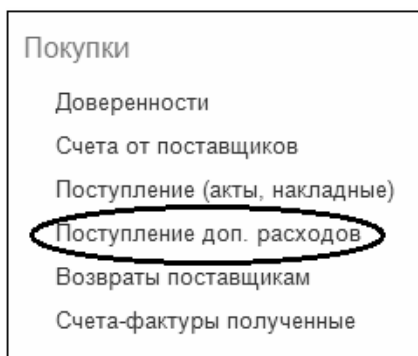 Покупки
Доверенности
Счета от поставщиков
Поступление (акты, накладные)
Поступление доп. расходов
Возвраты поставщикам
Счета-фактуры полученные